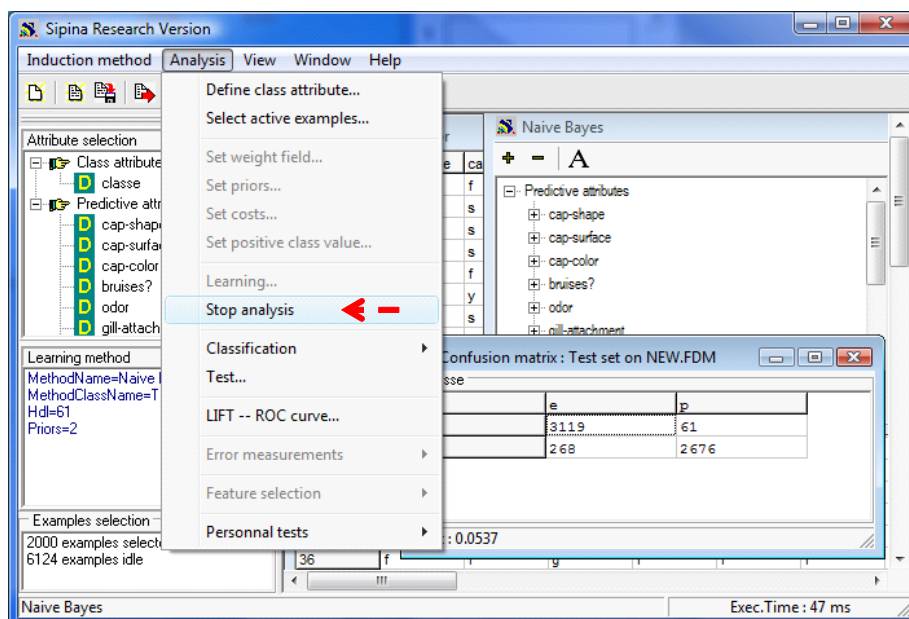 Sipina Research Version
Induction method Analysis View Window Help
Define class attribute...
Select active examples...
Set weight field...
Set priors...
Set costs...
Set positive class value...
Learning...
Stop analysis
Classification
Test...
LIFT -- ROC curve...
Error measurements
Feature selection
Personnal tests
Attribute selection
Class attribute
classe
Predictive attr
cap-shap
cap-surfa
cap-color
bruises?
odor
gill-attach
Learning method
MethodName=Naive
MethodClassName=T
Hdl=61
Priors=2
Examples selection
2000 examples select
6124 examples idle
r
e ca
f
s
s
s
f
y
s
Naive Bayes
A
Predictive attributes
cap-shape
cap-surface
cap-color
bruises?
odor
gill-attachment
Confusion matrix : Test set on NEW.FDM
sse
e p
3119 61
268 2676
: 0.0537
36 f
Naive Bayes
Exec.Time : 47 ms